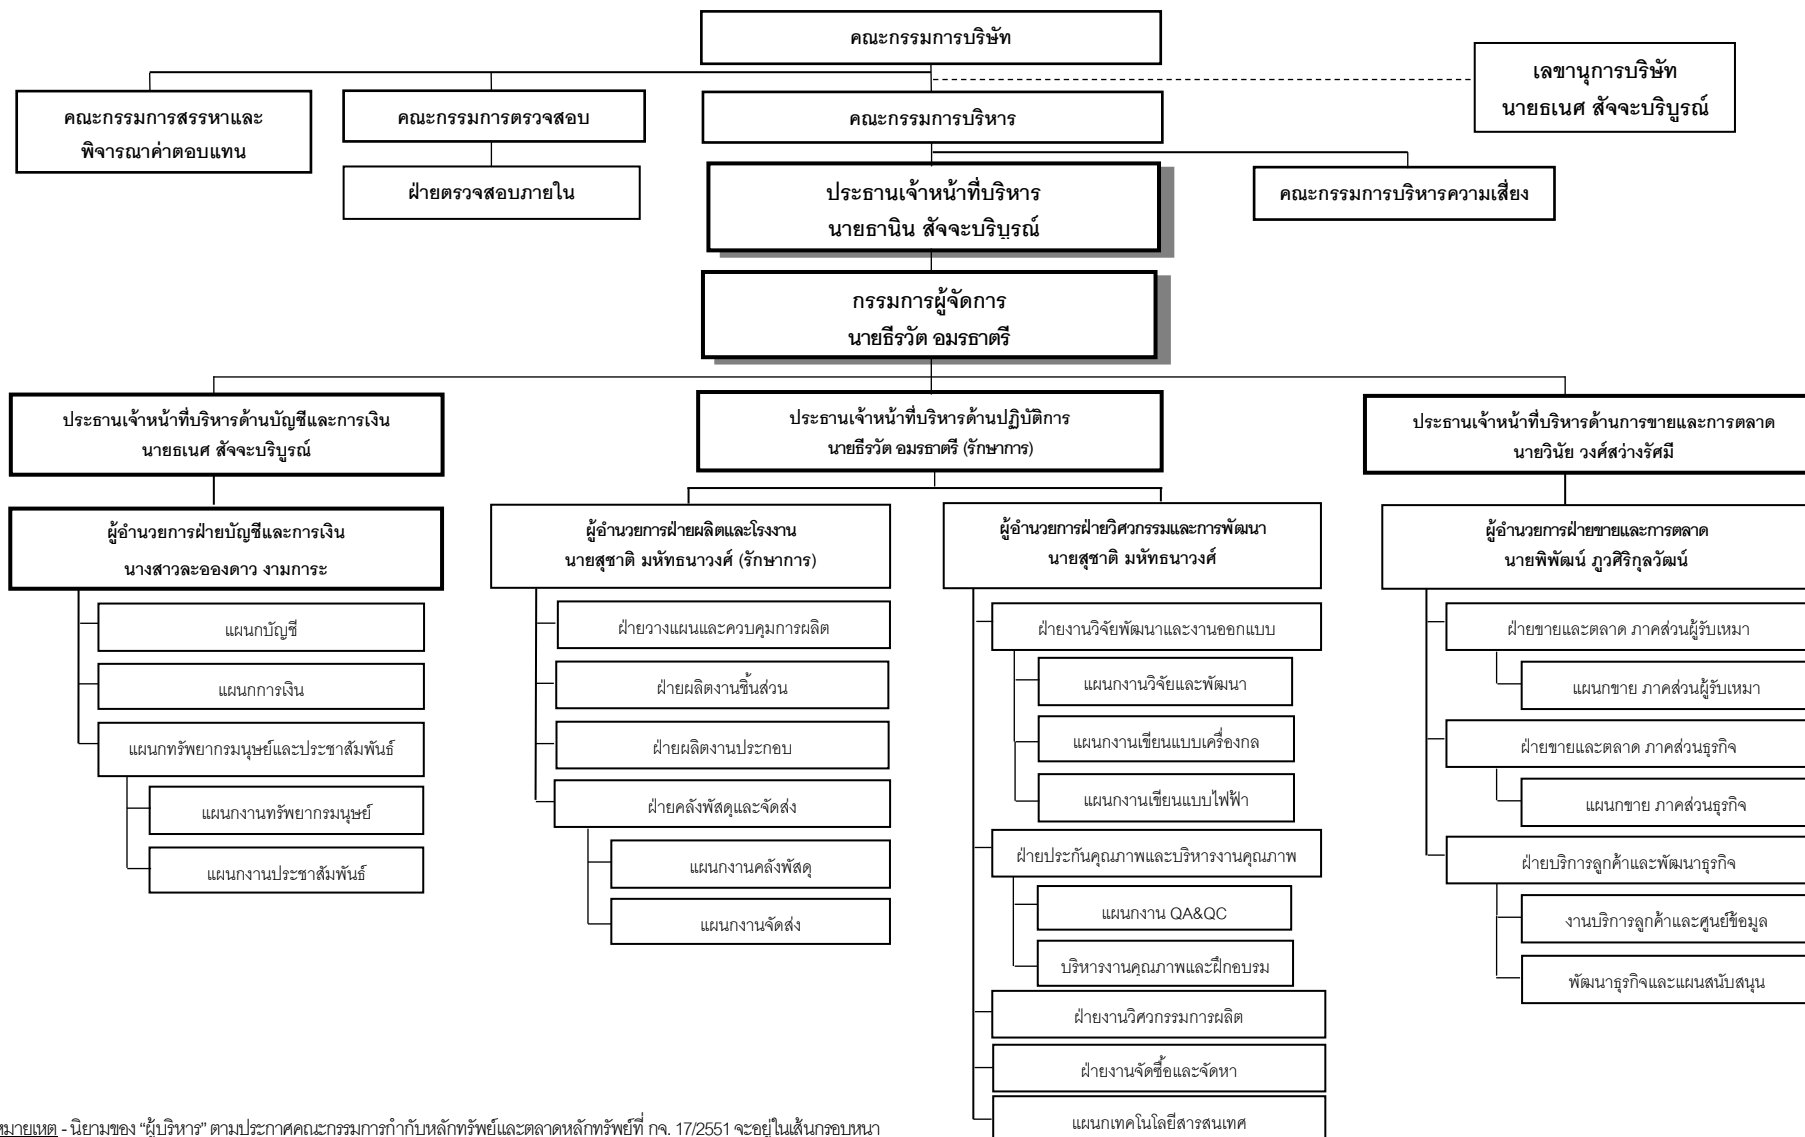 คณะกรรมการบริษัท
เลขานุการบริษัท
นายธเนศ สัจจะบริบูรณ์
คณะกรรมการสรรหาและ
พิจารณาค่าตอบแทน
คณะกรรมการตรวจสอบ
คณะกรรมการบริหาร
ฝ่ายตรวจสอบภายใน
ประธานเจ้าหน้าที่บริหาร
นายธานิน สัจจะบริบูรณ์
คณะกรรมการบริหารความเสี่ยง
กรรมการผู้จัดการ
นายธีรวัต อมรธาตรี
ประธานเจ้าหน้าที่บริหารด้านบัญชีและการเงิน
นายธเนศ สัจจะบริบูรณ์
ประธานเจ้าหน้าที่บริหารด้านปฏิบัติการ
นายธีรวัต อมรธาตรี (รักษาการ)
ประธานเจ้าหน้าที่บริหารด้านการขายและการตลาด
นายวินัย วงศ์สว่างรัศมี
ผู้อำนวยการฝ่ายบัญชีและการเงิน
นางสาวละอองดาว งามการะ
แผนกบัญชี
แผนกการเงิน
แผนกทรัพยากรมนุษย์และประชาสัมพันธ์
แผนกงานทรัพยากรมนุษย์
แผนกงานประชาสัมพันธ์
ผู้อำนวยการฝ่ายผลิตและโรงงาน
นายสุชาติ มหัทธนาวงศ์ (รักษาการ)
ฝ่ายวางแผนและควบคุมการผลิต
ฝ่ายผลิตงานชิ้นส่วน
ฝ่ายผลิตงานประกอบ
ฝ่ายคลังพัสดุและจัดส่ง
แผนกงานคลังพัสดุ
แผนกงานจัดส่ง
ผู้อำนวยการฝ่ายวิศวกรรมและการพัฒนา
นายสุชาติ มหัทธนาวงศ์
ฝ่ายงานวิจัยพัฒนาและงานออกแบบ
แผนกงานวิจัยและพัฒนา
แผนกงานเขียนแบบเครื่องกล
แผนกงานเขียนแบบไฟฟ้า
ฝ่ายประกันคุณภาพและบริหารงานคุณภาพ
แผนกงาน QA&QC
บริหารงานคุณภาพและฝึกอบรม
ฝ่ายงานวิศวกรรมการผลิต
ฝ่ายงานจัดซื้อและจัดหา
แผนกเทคโนโลยีสารสนเทศ
ผู้อำนวยการฝ่ายขายและการตลาด
นายพิพัฒน์ ภูวศิริกุลวัฒน์
ฝ่ายขายและตลาด ภาคส่วนผู้รับเหมา
แผนกขาย ภาคส่วนผู้รับเหมา
ฝ่ายขายและตลาด ภาคส่วนธุรกิจ
แผนกขาย ภาคส่วนธุรกิจ
ฝ่ายบริการลูกค้าและพัฒนาธุรกิจ
งานบริการลูกค้าและศูนย์ข้อมูล
พัฒนาธุรกิจและแผนสนับสนุน
หมายเหตุ - นิยามของ “ผู้บริหาร” ตามประกาศคณะกรรมการกำกับหลักทรัพย์และตลาดหลักทรัพย์ที่ กจ. 17/2551 จะอยู่ในเส้นกรอบหนา